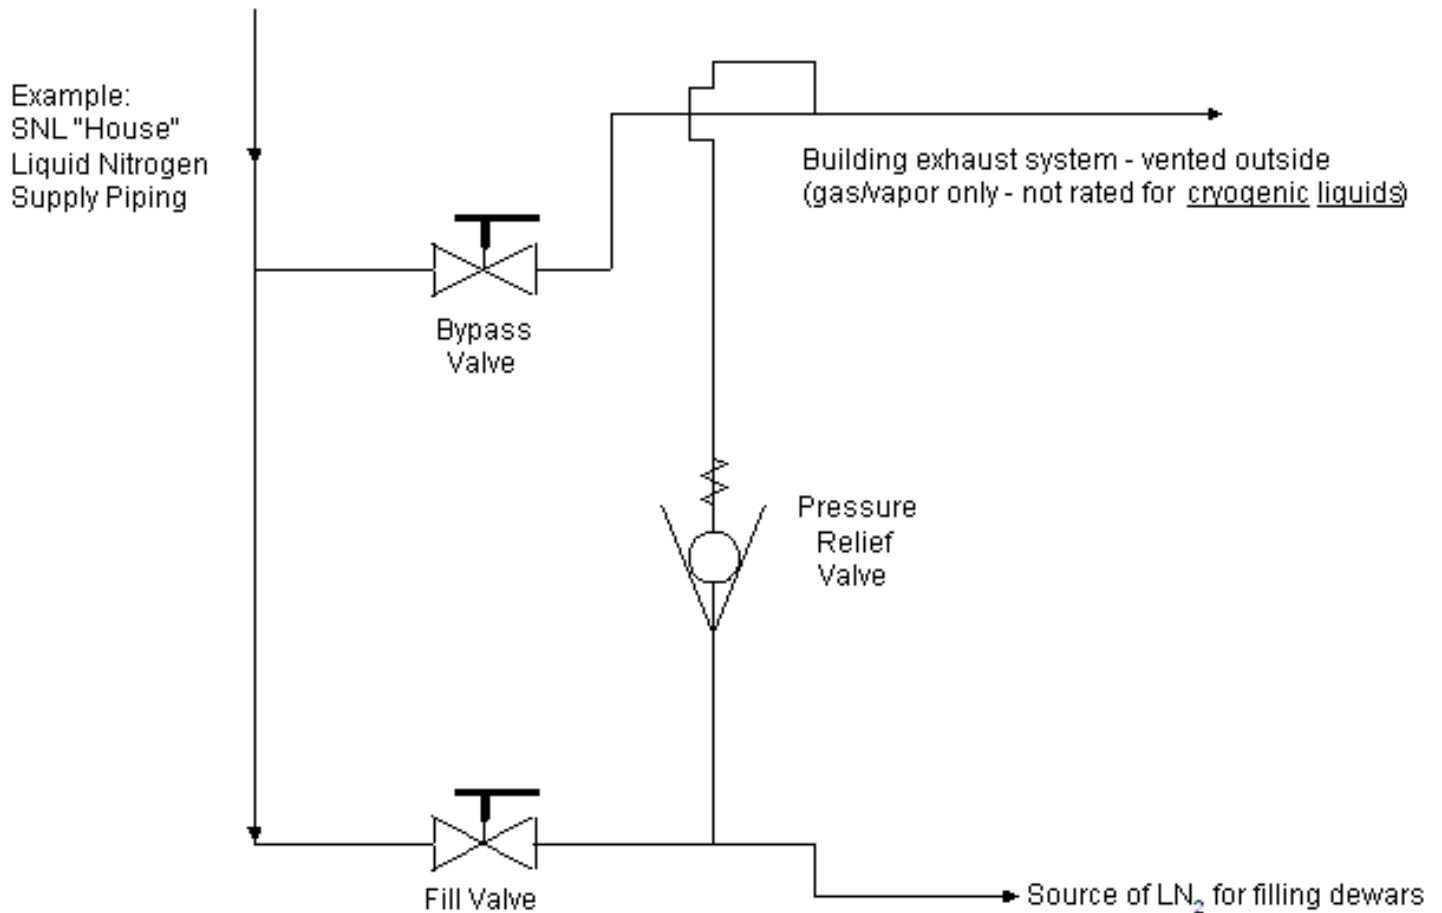 Example:
SNL "House"
Liquid Nitrogen
Supply Piping
Building exhaust system - vented outside
(gas/vapor only - not rated for cryogenic liquids)
Bypass
Valve
Pressure
Relief
Valve
Fill Valve
Source of LN₂ for filling dewars